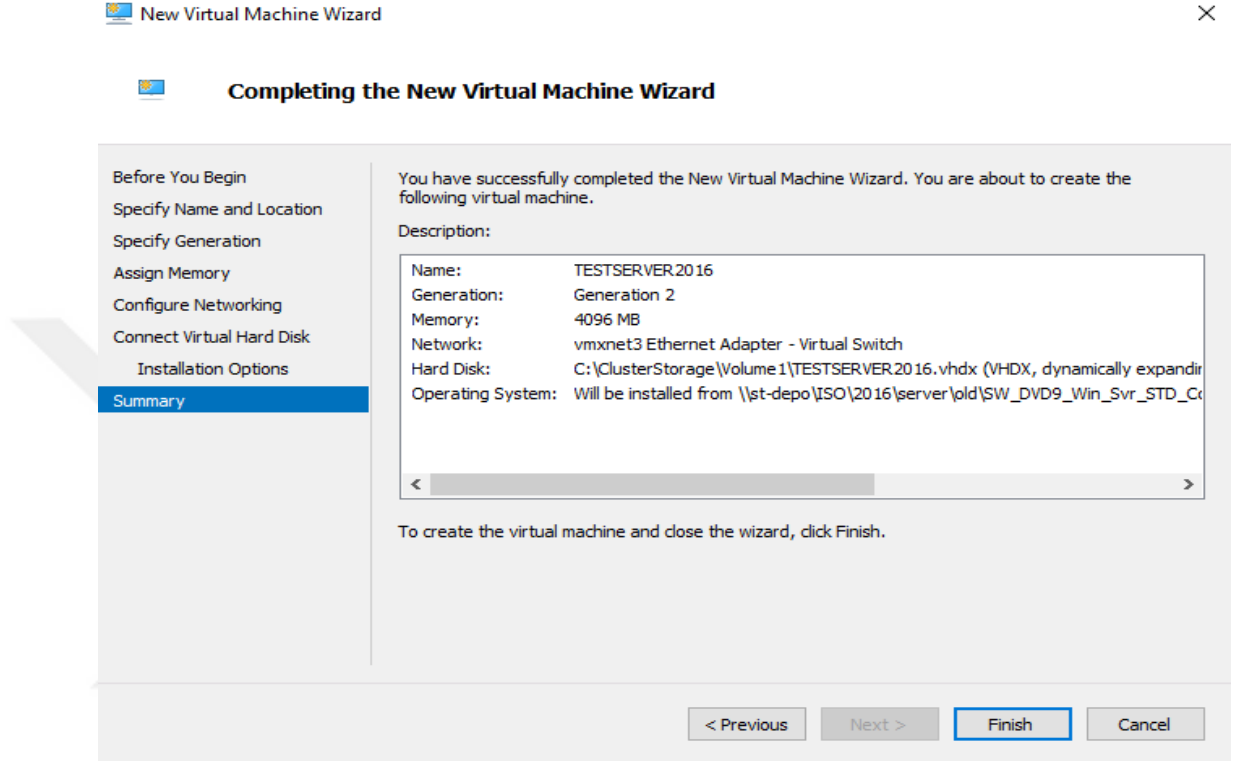 New Virtual Machine Wizard
Completing the New Virtual Machine Wizard
Before You Begin
Specify Name and Location
Specify Generation
Assign Memory
Configure Networking
Connect Virtual Hard Disk
Installation Options
Summary
You have successfully completed the New Virtual Machine Wizard. You are about to create the
following virtual machine.
Description:
Name: TESTSERVER2016
Generation: Generation 2
Memory: 4096 MB
Network: vmxnet3 Ethernet Adapter - Virtual Switch
Hard Disk: C:\ClusterStorage\Volume1\TESTSERVER2016.vhdx (VHDX, dynamically
Operating System: Will be installed from \\st-depo\ISO\2016\server\old\SW_DVD9_Win_Svr_STD_
To create the virtual machine and close the wizard, click Finish.
< Previous Next > Finish Cancel